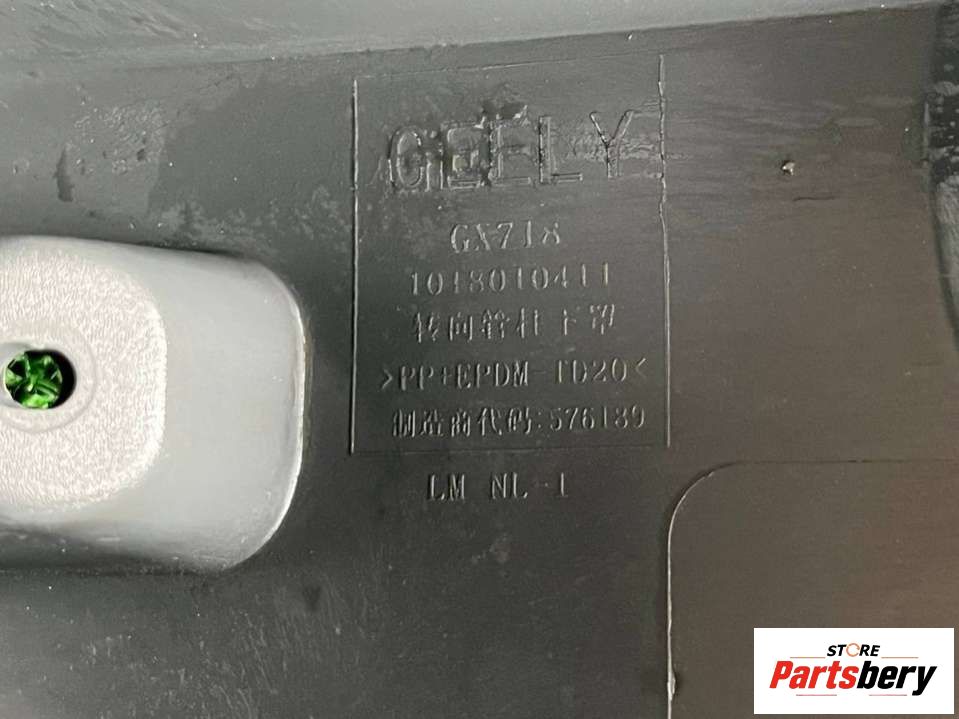 GEELY
GX718
1018010411
转向管柱下罩
>PP+EPDM-TD20<
制造商代码:576189
LM NL-1
STORE
Partsbery